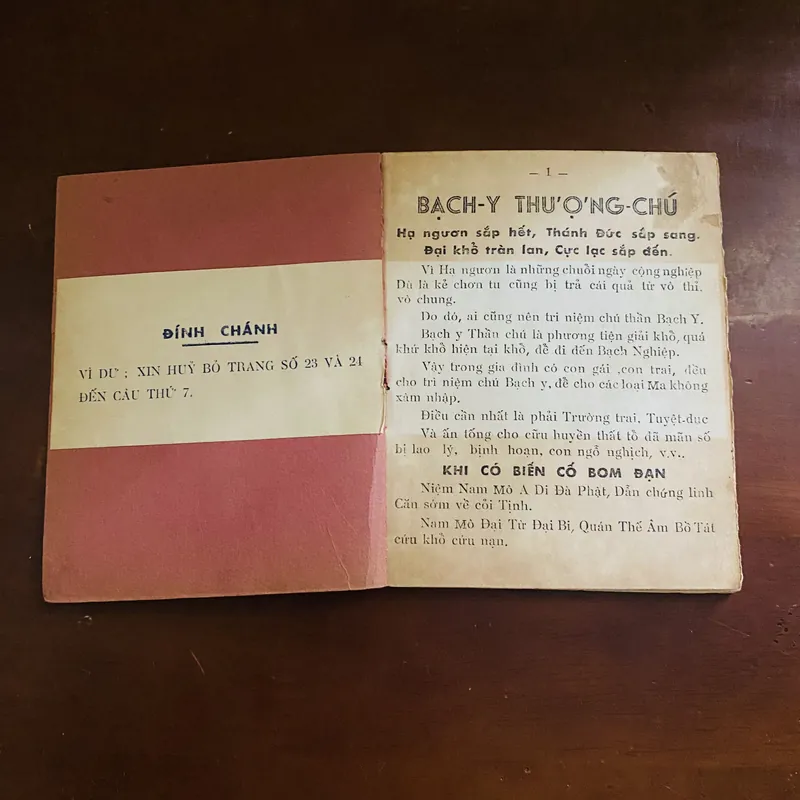 ĐÍNH CHÁNH
VÌ DƯ ; XIN HUỶ BỎ TRANG SỐ 23 VÀ 24
ĐẾN CÂU THỨ 7.
— 1 —
BẠCH-Y THƯỢNG-CHÚ
Hạ ngươn sắp hết, Thánh Đức sắp sang.
Đại khổ tràn lan, Cực lạc sắp đến.
Vì Hạ ngươn là những chuỗi ngày cộng nghiệp
Dù là kẻ chơn tu cũng bị trả cái quả từ vô thỉ,
vô chung.
Do đó, ai cũng nên trì niệm chú thần Bạch Y.
Bạch y Thần chú là phương tiện giải khổ, quá
khứ khổ hiện tại khổ, để đi đến Bạch Nghiệp.
Vậy trong gia đình có con gái .con trai, đều
cho trì niệm chú Bạch y, để cho các loại Ma không
xâm nhập.
Điều cần nhất là phải Trường trai, Tuyệt-dục
Và ấn tống cho cữu huyền thất tổ đã mãn số
bị lao lý, bịnh hoạn, con ngỗ nghịch, v.v..
KHI CÓ BIẾN CỐ BOM ĐẠN
Niệm Nam Mô A Di Đà Phật, Dẫn chứng linh
Căn sớm về cỏi Tịnh.
Nam Mô Đại Từ Đại Bi, Quán Thế Âm Bồ Tát
cứu khổ cứu nạn.